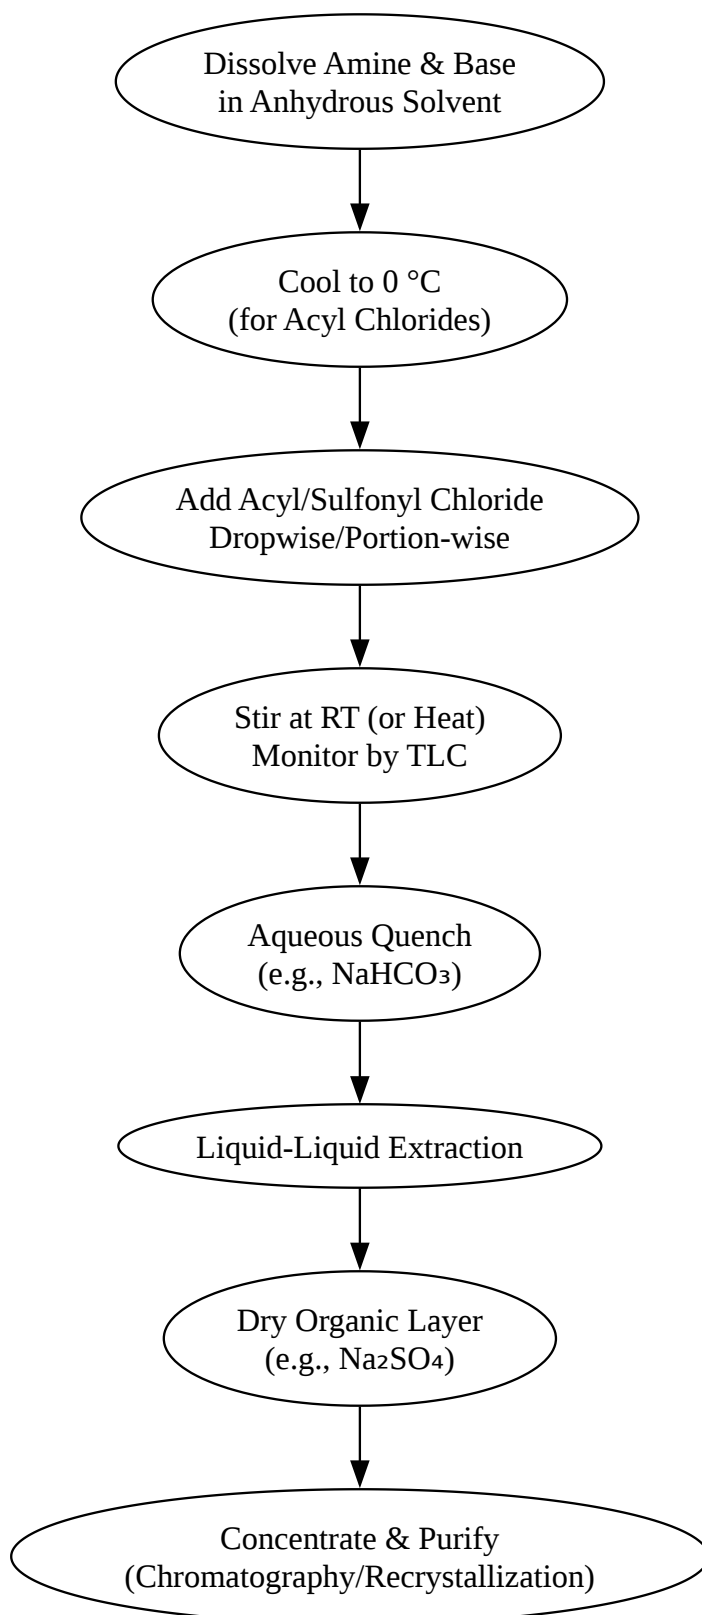 Dissolve Amine & Base
in Anhydrous Solvent
Cool to 0 °C
(for Acyl Chlorides)
Add Acyl/Sulfonyl Chloride
Dropwise/Portion-wise
Stir at RT (or Heat)
Monitor by TLC
Aqueous Quench
(e.g., NaHCO₃)
Liquid-Liquid Extraction
Dry Organic Layer
(e.g., Na₂SO₄)
Concentrate & Purify
(Chromatography/Recrystallization)